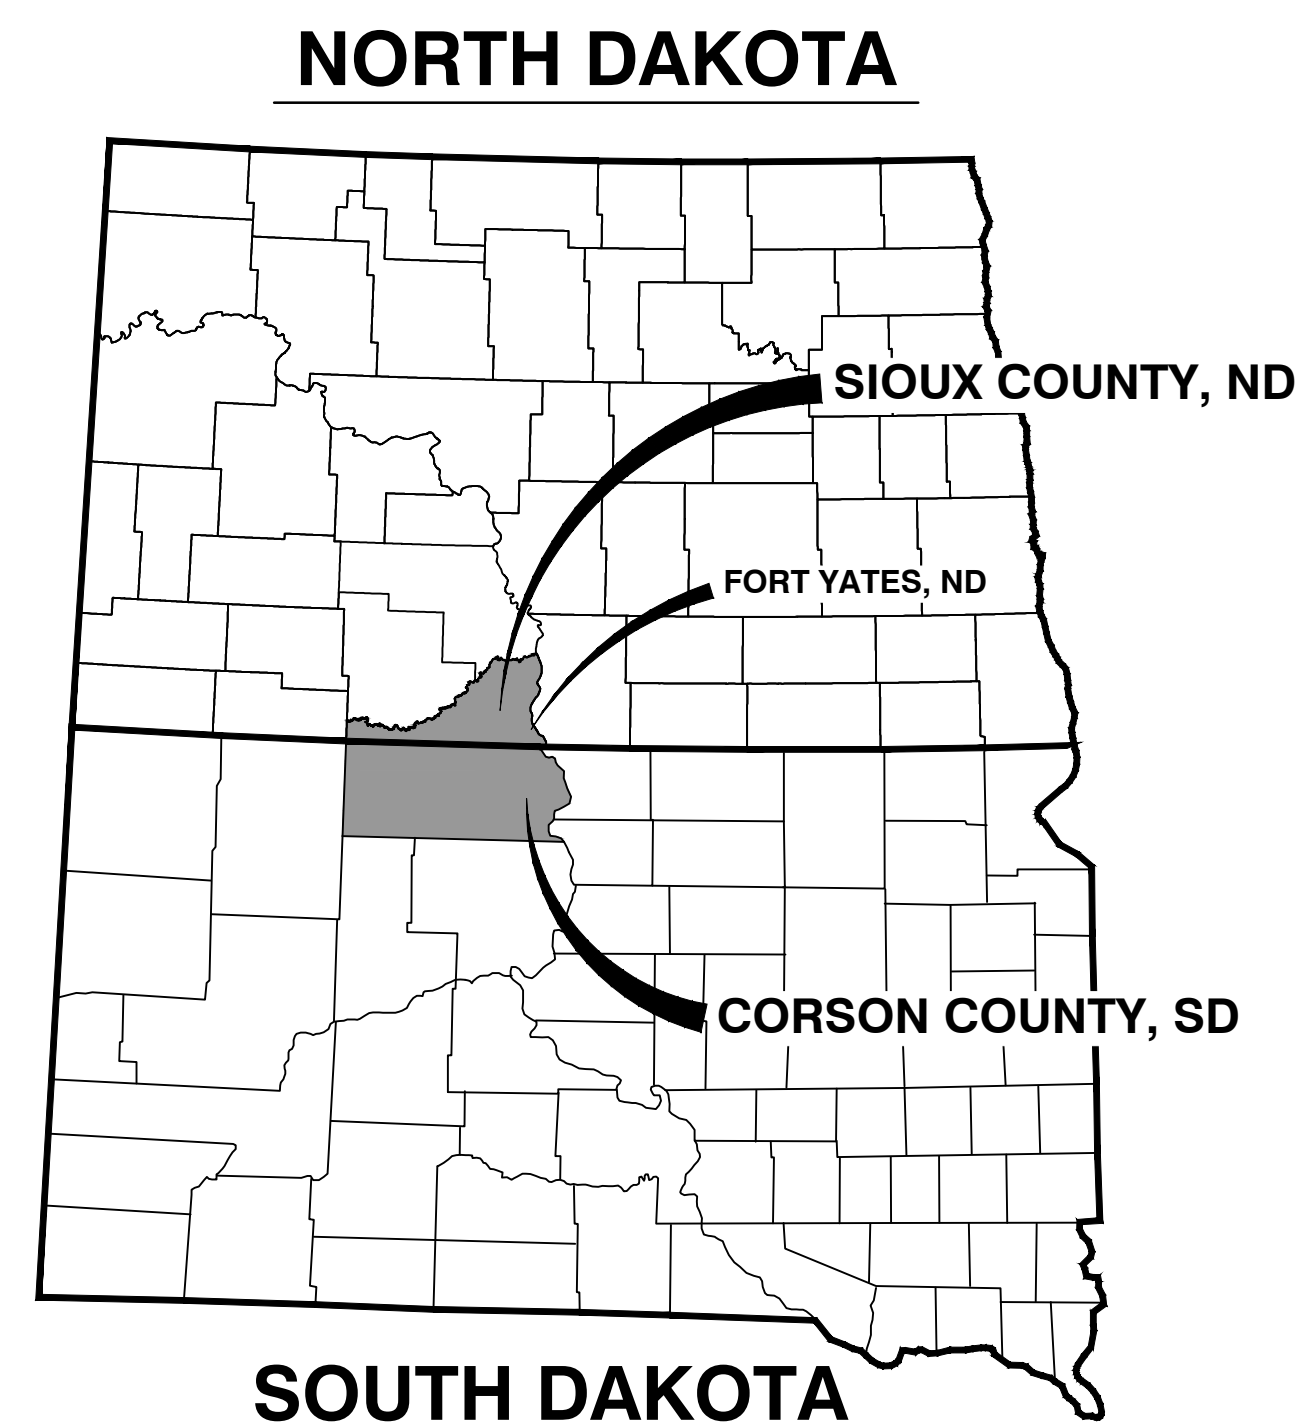 NORTH DAKOTA
SIOUX COUNTY, ND
FORT YATES, ND
CORSON COUNTY, SD
SOUTH DAKOTA